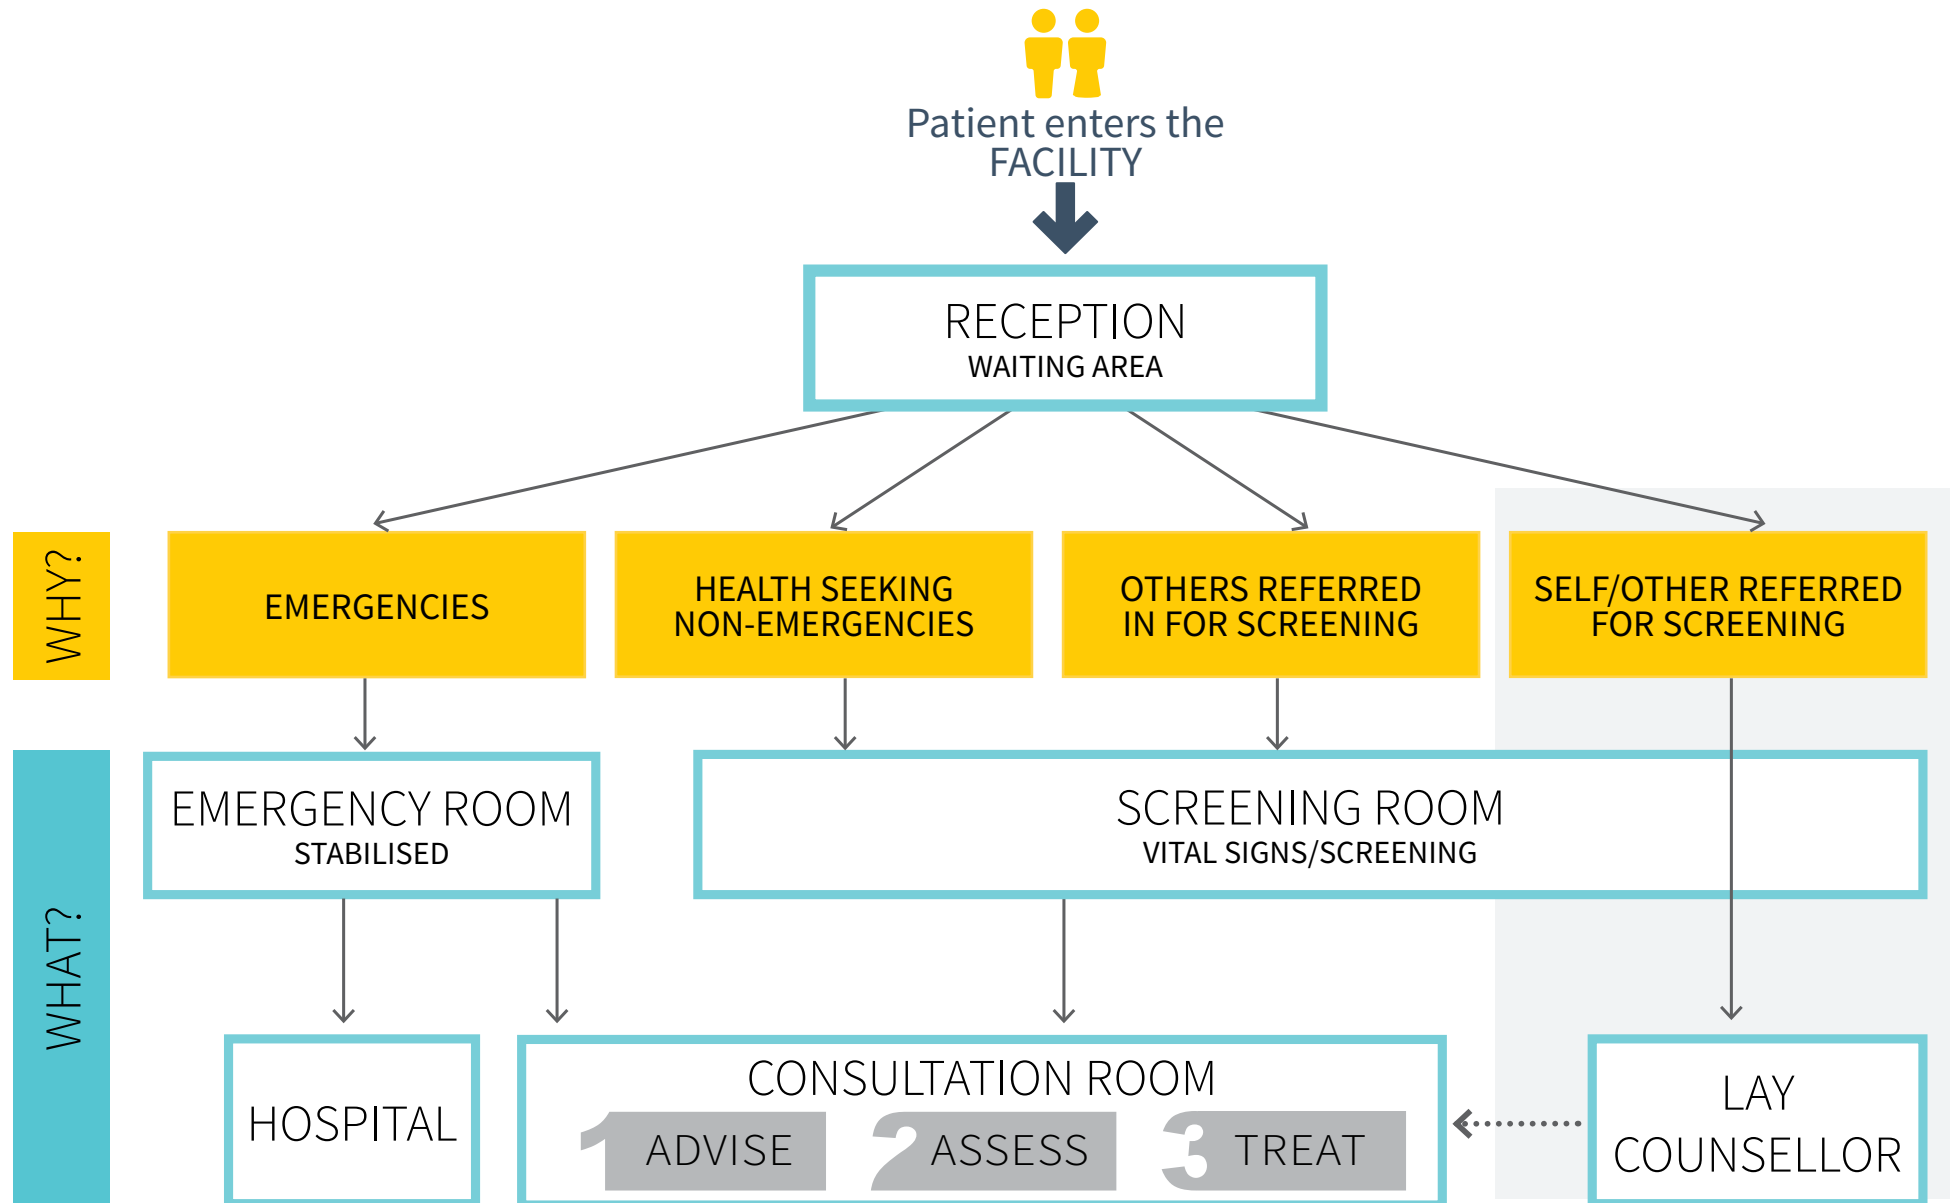 Patient enters the
FACILITY
RECEPTION
WAITING AREA
WHY?
EMERGENCIES
HEALTH SEEKING
NON-EMERGENCIES
OTHERS REFERRED
IN FOR SCREENING
SELF/OTHER REFERRED
FOR SCREENING
WHAT?
EMERGENCY ROOM
STABILISED
SCREENING ROOM
VITAL SIGNS/SCREENING
HOSPITAL
CONSULTATION ROOM
1 ADVISE
2 ASSESS
3 TREAT
LAY
COUNSELLOR